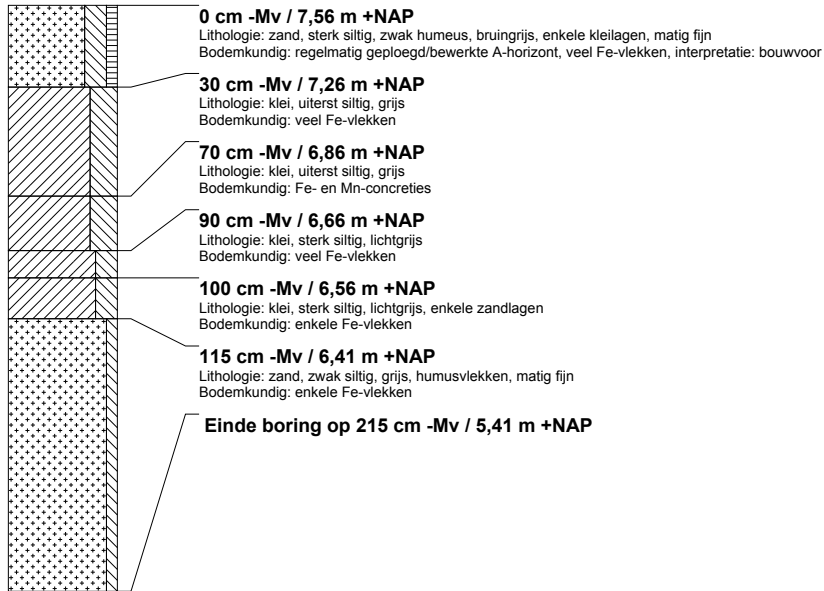 0 cm -Mv / 7,56 m +NAP
Lithologie: zand, sterk siltig, zwak humeus, bruingrijs, enkele kleilagen, matig fijn
Bodemkundig: regelmatig geploegd/bewerkte A-horizont, veel Fe-vlekken, interpretatie: bouwvoor
30 cm -Mv / 7,26 m +NAP
Lithologie: klei, uiterst siltig, grijs
Bodemkundig: veel Fe-vlekken
70 cm -Mv / 6,86 m +NAP
Lithologie: klei, uiterst siltig, grijs
Bodemkundig: Fe- en Mn-concreties
90 cm -Mv / 6,66 m +NAP
Lithologie: klei, sterk siltig, lichtgrijs
Bodemkundig: veel Fe-vlekken
100 cm -Mv / 6,56 m +NAP
Lithologie: klei, sterk siltig, lichtgrijs, enkele zandlagen
Bodemkundig: enkele Fe-vlekken
115 cm -Mv / 6,41 m +NAP
Lithologie: zand, zwak siltig, grijs, humusvlekken, matig fijn
Bodemkundig: enkele Fe-vlekken
Einde boring op 215 cm -Mv / 5,41 m +NAP